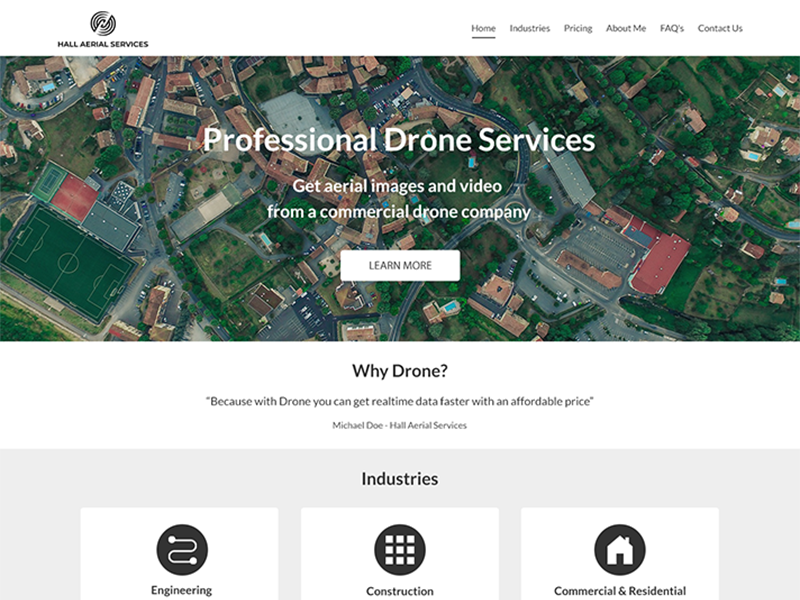 HALL AERIAL SERVICES
Home Industries Pricing About Me FAQ's Contact Us
Professional Drone Services
Get aerial images and video
from a commercial drone company
LEARN MORE
Why Drone?
“Because with Drone you can get realtime data faster with an affordable price”
Michael Doe - Hall Aerial Services
Industries
Engineering Construction Commercial & Residential